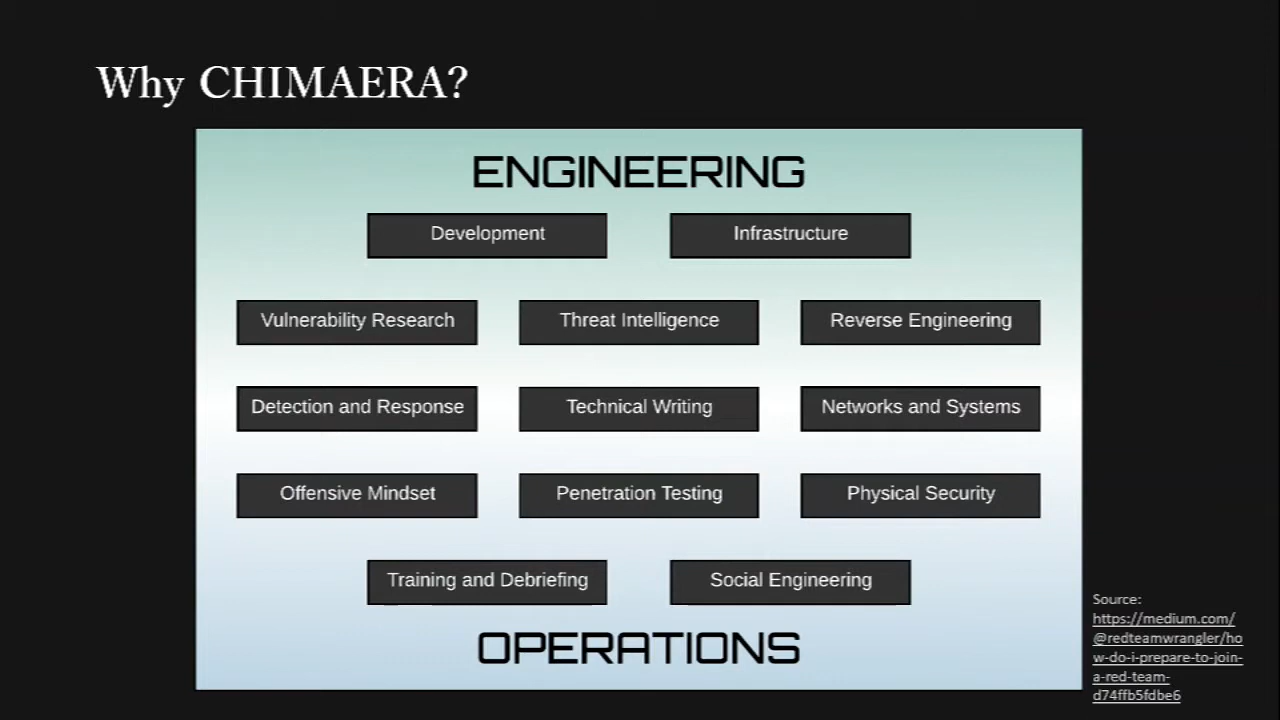 Why CHIMAERA?
ENGINEERING
Development
Infrastructure
Vulnerability Research
Threat Intelligence
Reverse Engineering
Detection and Response
Technical Writing
Networks and Systems
Offensive Mindset
Penetration Testing
Physical Security
Training and Debriefing
Social Engineering
OPERATIONS
Source:
https://medium.com/
@redteamwrangler/ho
w-do-i-prepare-to-join-
a-red-team-
d74ffb5fdbe6